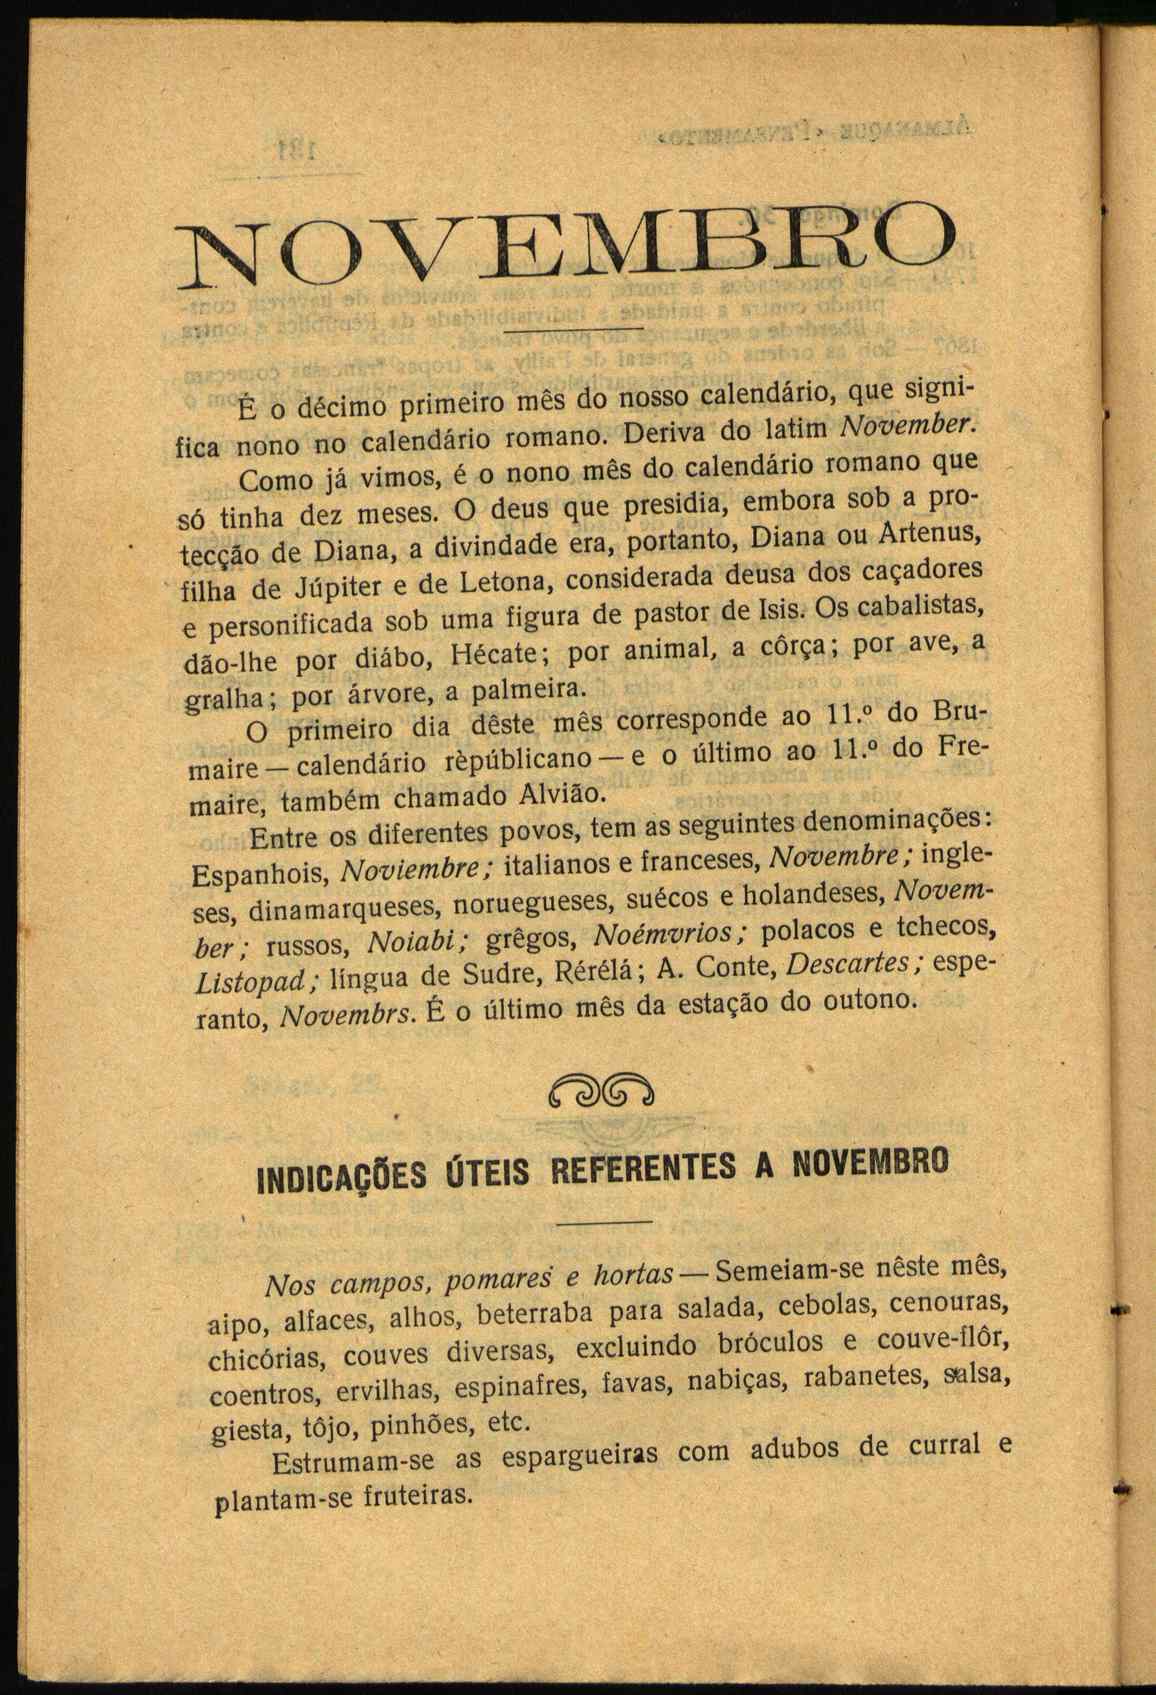 NOVEMBRO
É o décimo primeiro mês do nosso calendário, que signi-
fica nono no calendário romano. Deriva do latim November.
Como já vimos, é o nono mês do calendário romano que
só tinha dez meses. O deus que presidia, embora sob a pro-
tecção de Diana, a divindade era, portanto, Diana ou Artenus,
filha de Júpiter e de Letona, considerada deusa dos caçadores
e personificada sob uma figura de pastor de Isis. Os cabalistas,
dão-lhe por diábo, Hécate; por animal, a côrça; por ave, a
gralha; por árvore, a palmeira.
O primeiro dia dêste mês corresponde ao 11.º do Bru-
maire — calendário rèpúblicano — e o último ao 11.º do Fre-
maire, também chamado Alvião.
Entre os diferentes povos, tem as seguintes denominações:
Espanhois, Noviembre; italianos e franceses, Novembre; ingle-
ses, dinamarqueses, noruegueses, suécos e holandeses, Novem-
ber; russos, Noiabi; grêgos, Noémvrios; polacos e tchecos,
Listopad; língua de Sudre, Rérélá; A. Conte, Descartes; espe-
ranto, Novembrs. É o último mês da estação do outono.
INDICAÇÕES ÚTEIS REFERENTES A NOVEMBRO
Nos campos, pomares e hortas — Semeiam-se nêste mês,
aipo, alfaces, alhos, beterraba para salada, cebolas, cenouras,
chicórias, couves diversas, excluindo bróculos e couve-flôr,
coentros, ervilhas, espinafres, favas, nabiças, rabanetes, salsa,
giesta, tôjo, pinhões, etc.
Estrumam-se as espargueiras com adubos de curral e
plantam-se fruteiras.